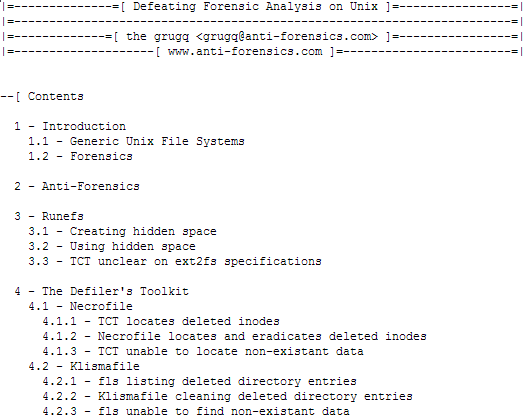 |=---------------=[ Defeating Forensic Analysis on Unix ]=---------------=|
|=-----------------------------------------------------------------------=|
|=--------------=[ the grugq <grugq@anti-forensics.com> ]=---------------=|
|=---------------------[ www.anti-forensics.com ]=-----------------------=|
--[ Contents
1 - Introduction
1.1 - Generic Unix File Systems
1.2 - Forensics
2 - Anti-Forensics
3 - Runefs
3.1 - Creating hidden space
3.2 - Using hidden space
3.3 - TCT unclear on ext2fs specifications
4 - The Defiler's Toolkit
4.1 - Necrofile
4.1.1 - TCT locates deleted inodes
4.1.2 - Necrofile locates and eradicates deleted inodes
4.1.3 - TCT unable to locate non-existant data
4.2 - Klismafile
4.2.1 - fls listing deleted directory entries
4.2.2 - Klismafile cleaning deleted directory entries
4.2.3 - fls unable to find non-existant data